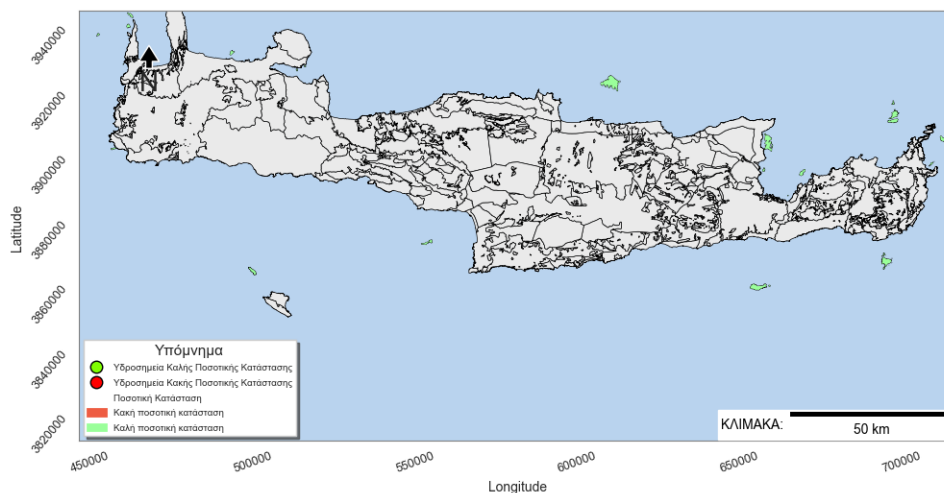 3940000
3920000
3900000
3880000
3860000
3840000
3820000
Latitude
N
Υπόμνημα
Υδροσημεία Καλής Ποσοτικής Κατάστασης
Υδροσημεία Κακής Ποσοτικής Κατάστασης
Ποσοτική Κατάσταση
Κακή ποσοτική κατάσταση
Καλή ποσοτική κατάσταση
ΚΛΙΜΑΚΑ:
50 km
450000 500000 550000 600000 650000 700000
Longitude